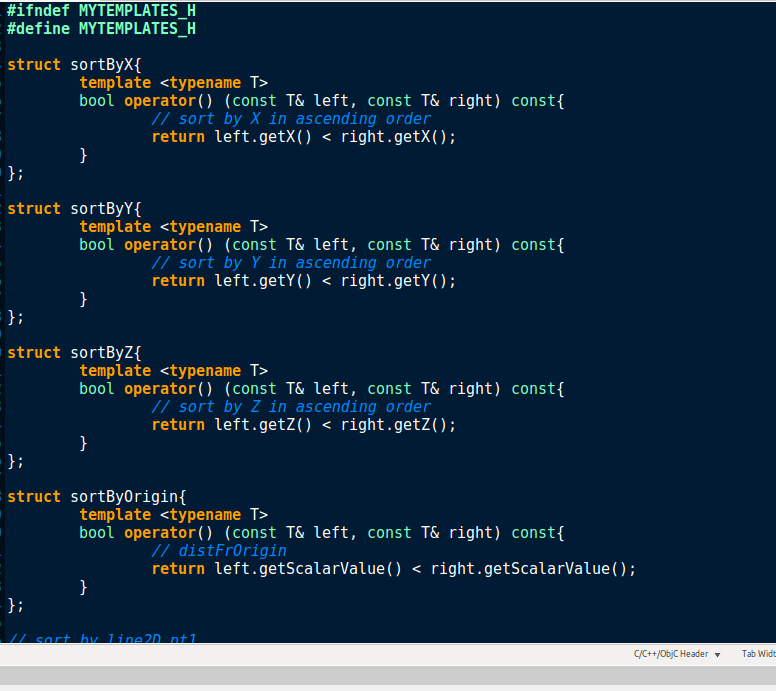 #ifndef MYTEMPLATES_H
#define MYTEMPLATES_H

struct sortByX{
        template <typename T>
        bool operator() (const T& left, const T& right) const{
                // sort by X in ascending order
                return left.getX() < right.getX();
        }
};

struct sortByY{
        template <typename T>
        bool operator() (const T& left, const T& right) const{
                // sort by Y in ascending order
                return left.getY() < right.getY();
        }
};

struct sortByZ{
        template <typename T>
        bool operator() (const T& left, const T& right) const{
                // sort by Z in ascending order
                return left.getZ() < right.getZ();
        }
};

struct sortByOrigin{
        template <typename T>
        bool operator() (const T& left, const T& right) const{
                // distFrOrigin
                return left.getScalarValue() < right.getScalarValue();
        }
};

// sort by line2D pt1
C/C++/ObjC Header Tab Widt